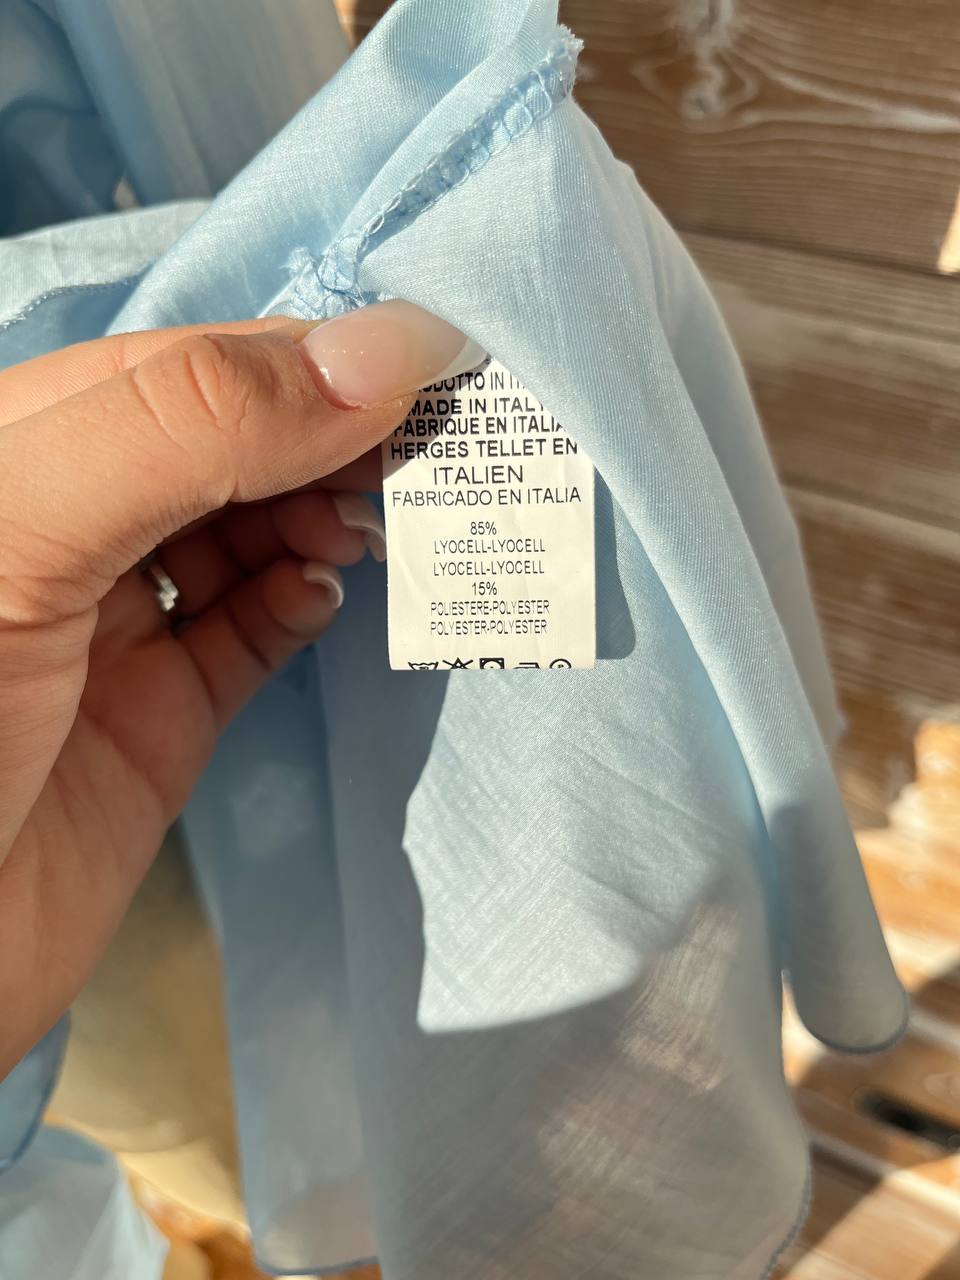 MADE IN ITAL
FABRIQUE EN ITALIA
HERGES TELLET EN
ITALIEN
FABRICADO EN ITALIA
85%
LYOCELL-LYOCELL
LYOCELL-LYOCELL
15%
POLIESTERE-POLYESTER
POLYESTER-POLYESTER